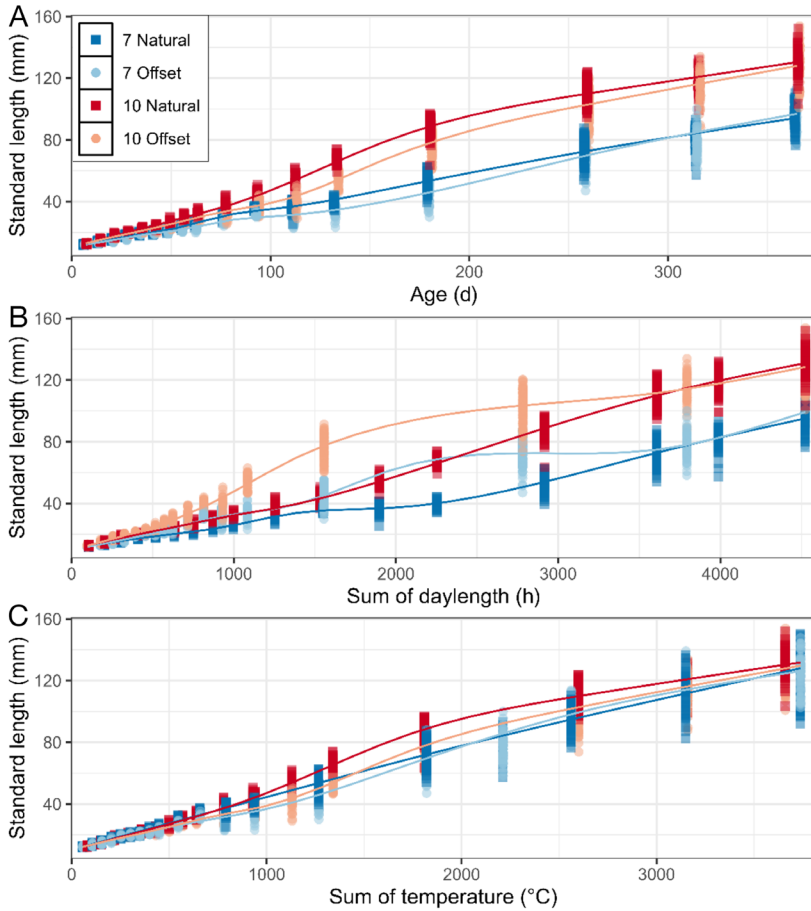 A
160
120
80
40
Standard length (mm)
7 Natural
7 Offset
10 Natural
10 Offset
0
100
200
300
Age (d)
B
160
120
80
40
Standard length (mm)
0
1000
2000
3000
4000
Sum of daylength (h)
C
160
120
80
40
Standard length (mm)
0
1000
2000
3000
Sum of temperature (°C)